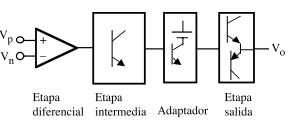 Vp
+
Vn
−
Vo
Etapa
diferencial
Etapa
intermedia
Adaptador
Etapa
salida